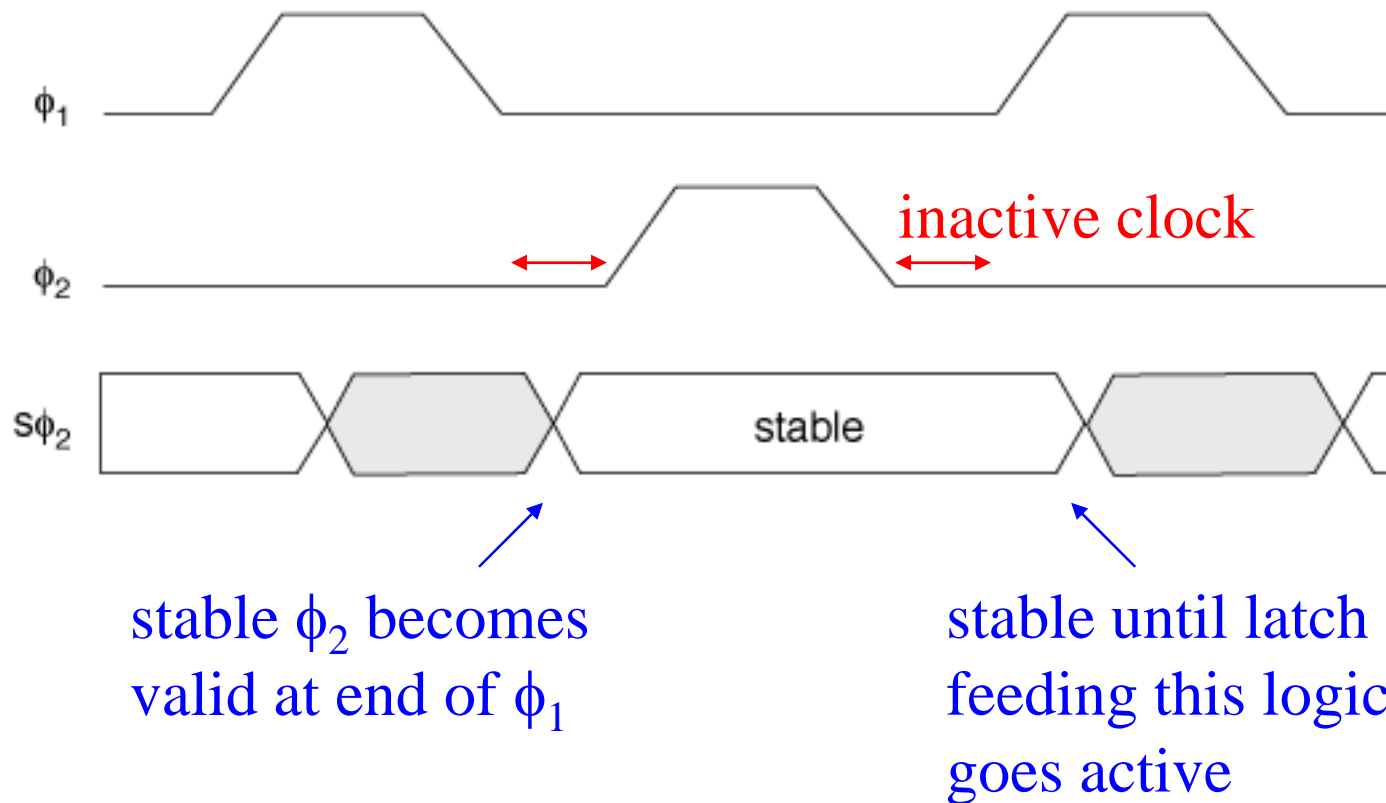 ϕ₁
inactive clock
ϕ₂
sϕ₂
stable
stable ϕ₂ becomes
valid at end of ϕ₁
stable until latch
feeding this logic
goes active